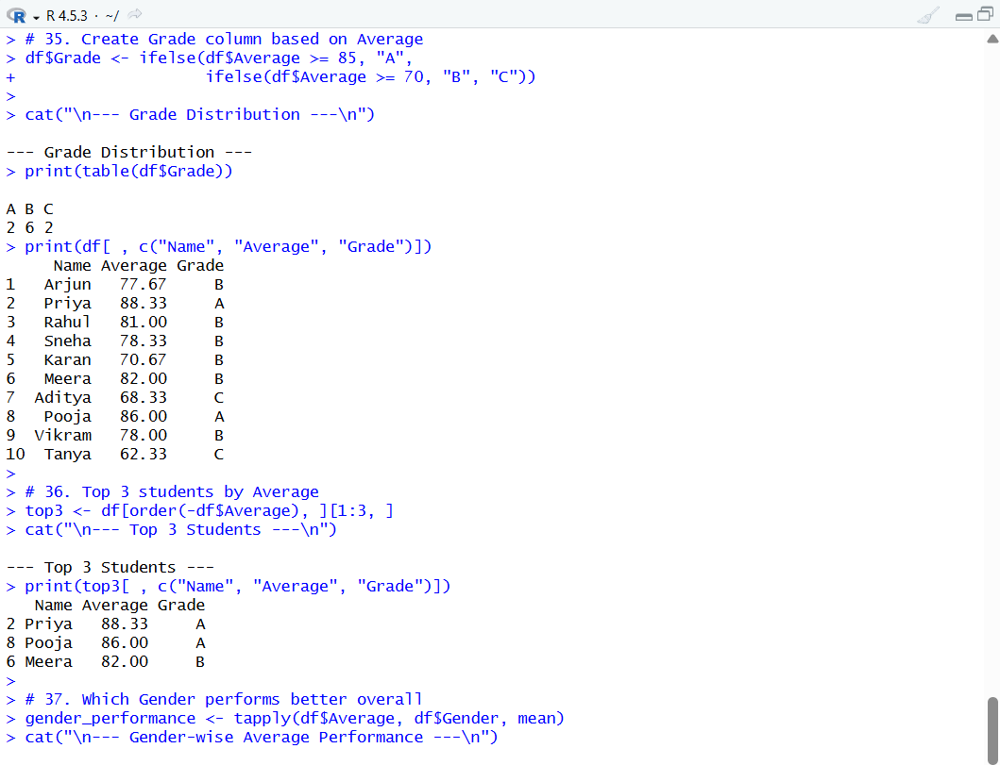 R 4.5.3 · ~/
> # 35. Create Grade column based on Average
> df$Grade <- ifelse(df$Average >= 85, "A",
+                    ifelse(df$Average >= 70, "B", "C"))
>
> cat("\n--- Grade Distribution ---\n")

--- Grade Distribution ---
> print(table(df$Grade))

A B C
2 6 2
> print(df[ , c("Name", "Average", "Grade")])
     Name Average Grade
1   Arjun   77.67     B
2   Priya   88.33     A
3   Rahul   81.00     B
4   Sneha   78.33     B
5   Karan   70.67     B
6   Meera   82.00     B
7  Aditya   68.33     C
8   Pooja   86.00     A
9  Vikram   78.00     B
10  Tanya   62.33     C
>
> # 36. Top 3 students by Average
> top3 <- df[order(-df$Average), ][1:3, ]
> cat("\n--- Top 3 Students ---\n")

--- Top 3 Students ---
> print(top3[ , c("Name", "Average", "Grade")])
   Name Average Grade
2 Priya   88.33     A
8 Pooja   86.00     A
6 Meera   82.00     B
>
> # 37. Which Gender performs better overall
> gender_performance <- tapply(df$Average, df$Gender, mean)
> cat("\n--- Gender-wise Average Performance ---\n")